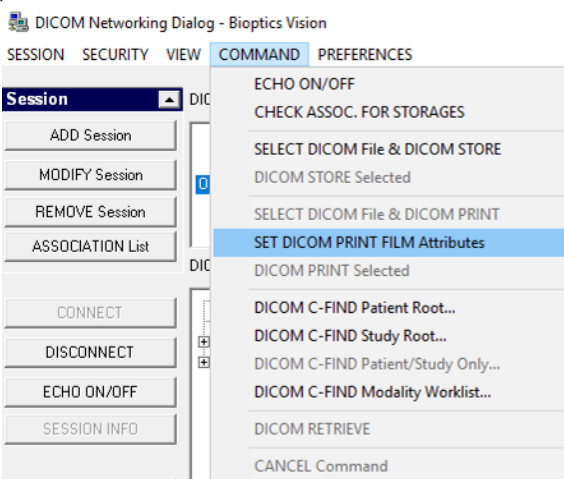 DICOM Networking Dialog - Bioptics Vision
SESSION SECURITY VIEW COMMAND PREFERENCES
Session
ADD Session
MODIFY Session
REMOVE Session
ASSOCIATION List
CONNECT
DISCONNECT
ECHO ON/OFF
SESSION INFO
DIC
0
DIC
ECHO ON/OFF
CHECK ASSOC. FOR STORAGES
SELECT DICOM File & DICOM STORE
DICOM STORE Selected
SELECT DICOM File & DICOM PRINT
SET DICOM PRINT FILM Attributes
DICOM PRINT Selected
DICOM C-FIND Patient Root...
DICOM C-FIND Study Root...
DICOM C-FIND Patient/Study Only...
DICOM C-FIND Modality Worklist...
DICOM RETRIEVE
CANCEL Command